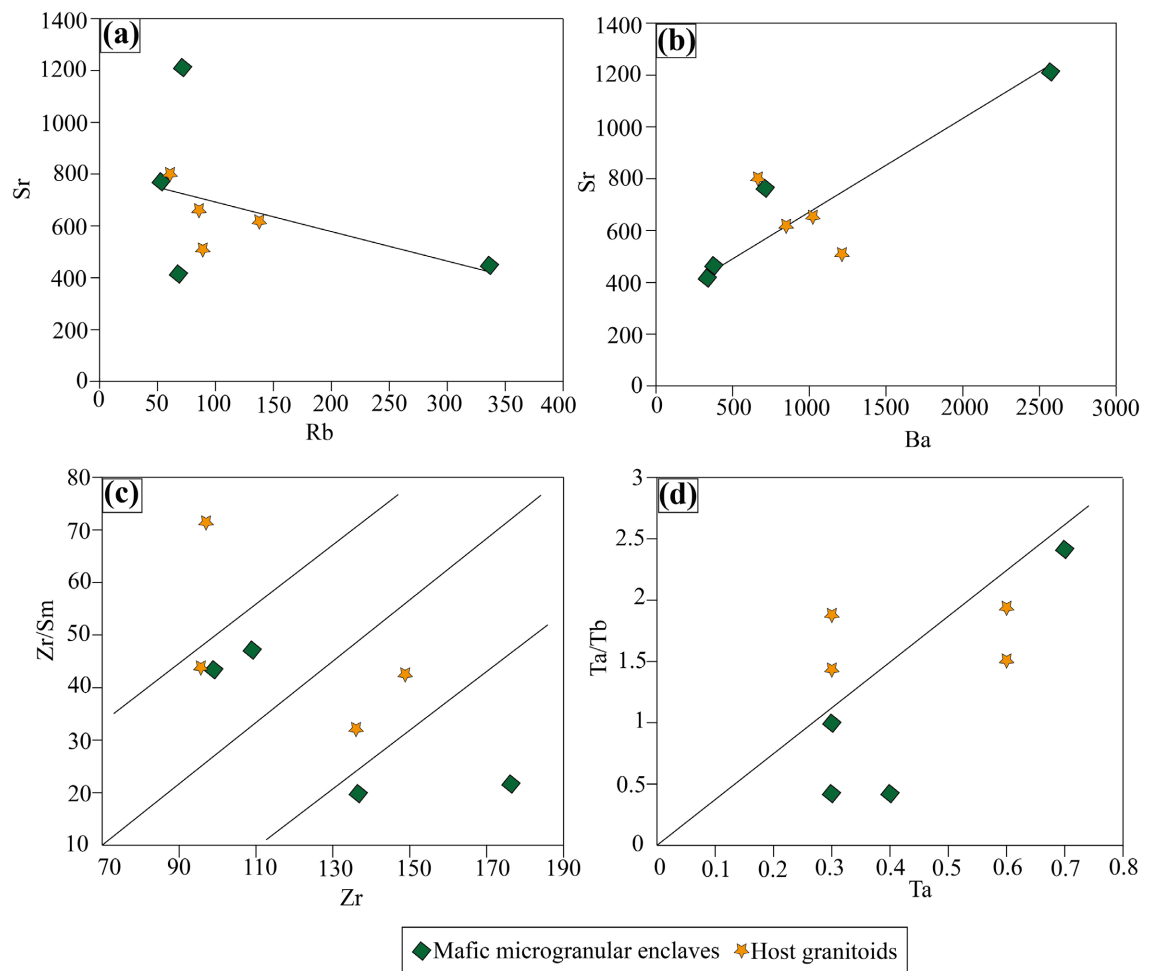 (a)
1400
1200
1000
800
600
400
200
0
Sr
0 50 100 150 200 250 300 350 400
Rb
(b)
1400
1200
1000
800
600
400
200
0
Sr
0 500 1000 1500 2000 2500 3000
Ba
(c)
80
70
60
50
40
30
20
10
Zr/Sm
70 90 110 130 150 170 190
Zr
(d)
3
2.5
2
1.5
1
0.5
0
Ta/Tb
0 0.1 0.2 0.3 0.4 0.5 0.6 0.7 0.8
Ta
Mafic microgranular enclaves Host granitoids